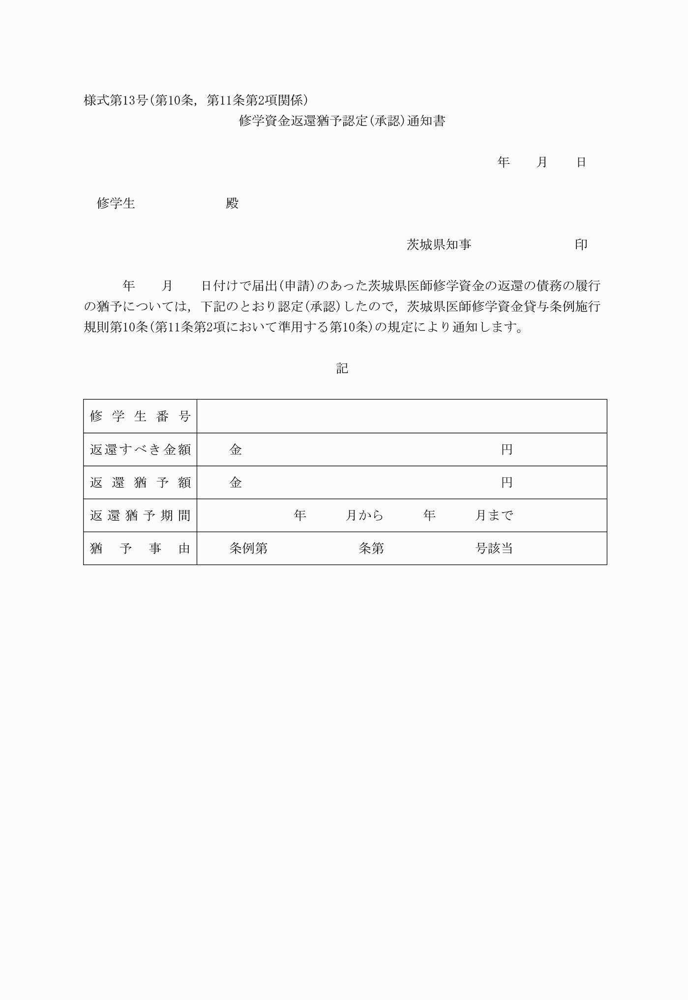 様式第13号(第10条，第11条第2項関係)
修学資金返還猶予認定(承認)通知書
年　　月　　日
修学生　　　　　　　殿
茨城県知事　　　　　　　　印
年　　月　　日付けで届出(申請)のあった茨城県医師修学資金の返還の債務の履行
の猶予については，下記のとおり認定(承認)したので，茨城県医師修学資金貸与条例施行
規則第10条(第11条第2項において準用する第10条)の規定により通知します。
記
修学生番号
返還すべき金額　　金　　　　　　　　　　　　　　　　　　　　円
返還猶予額　　金　　　　　　　　　　　　　　　　　　　　円
返還猶予期間　　　　　　　年　　　月から　　　年　　　月まで
猶予事由　　条例第　　　　　　　条第　　　　　　　号該当